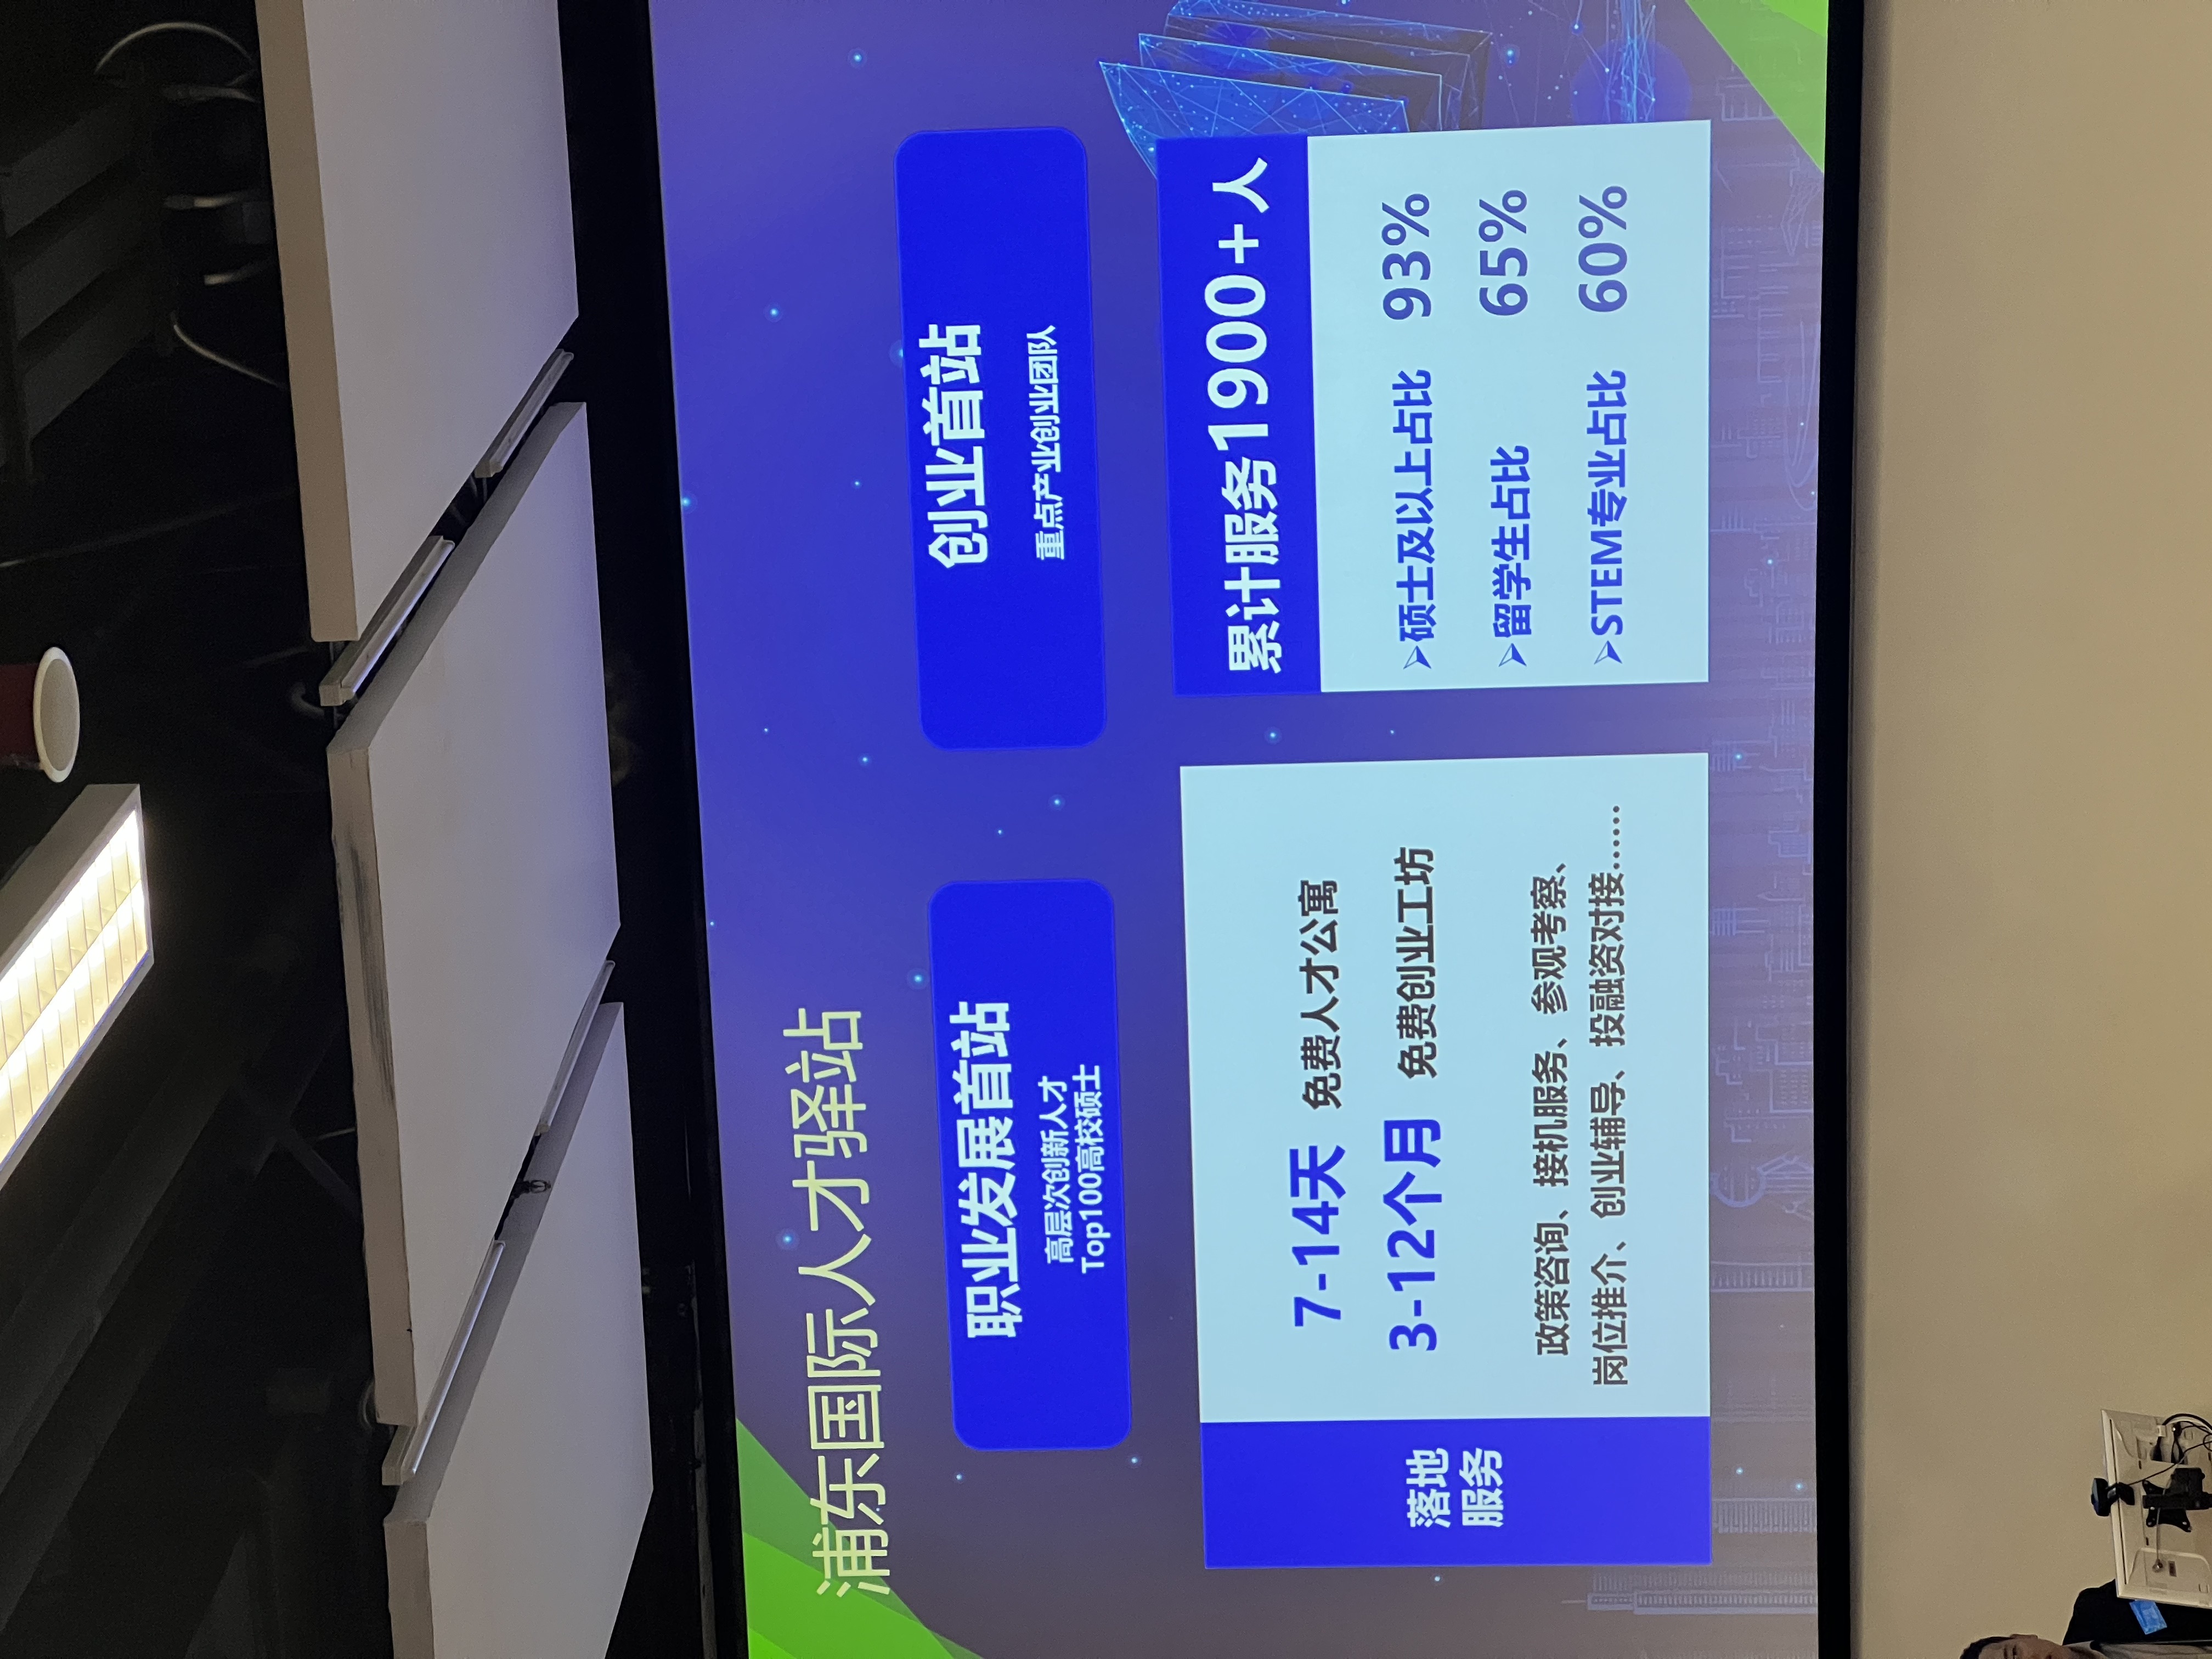 浦东国际人才驿站
职业发展首站
高层次创新人才
Top100高校硕士
创业首站
重点产业创业团队
落地
服务
7-14天 免费人才公寓
3-12个月 免费创业工坊
政策咨询、接机服务、参观考察、
岗位推介、创业辅导、投融资对接……
累计服务1900+人
➢硕士及以上占比 93%
➢留学生占比 65%
➢STEM专业占比 60%